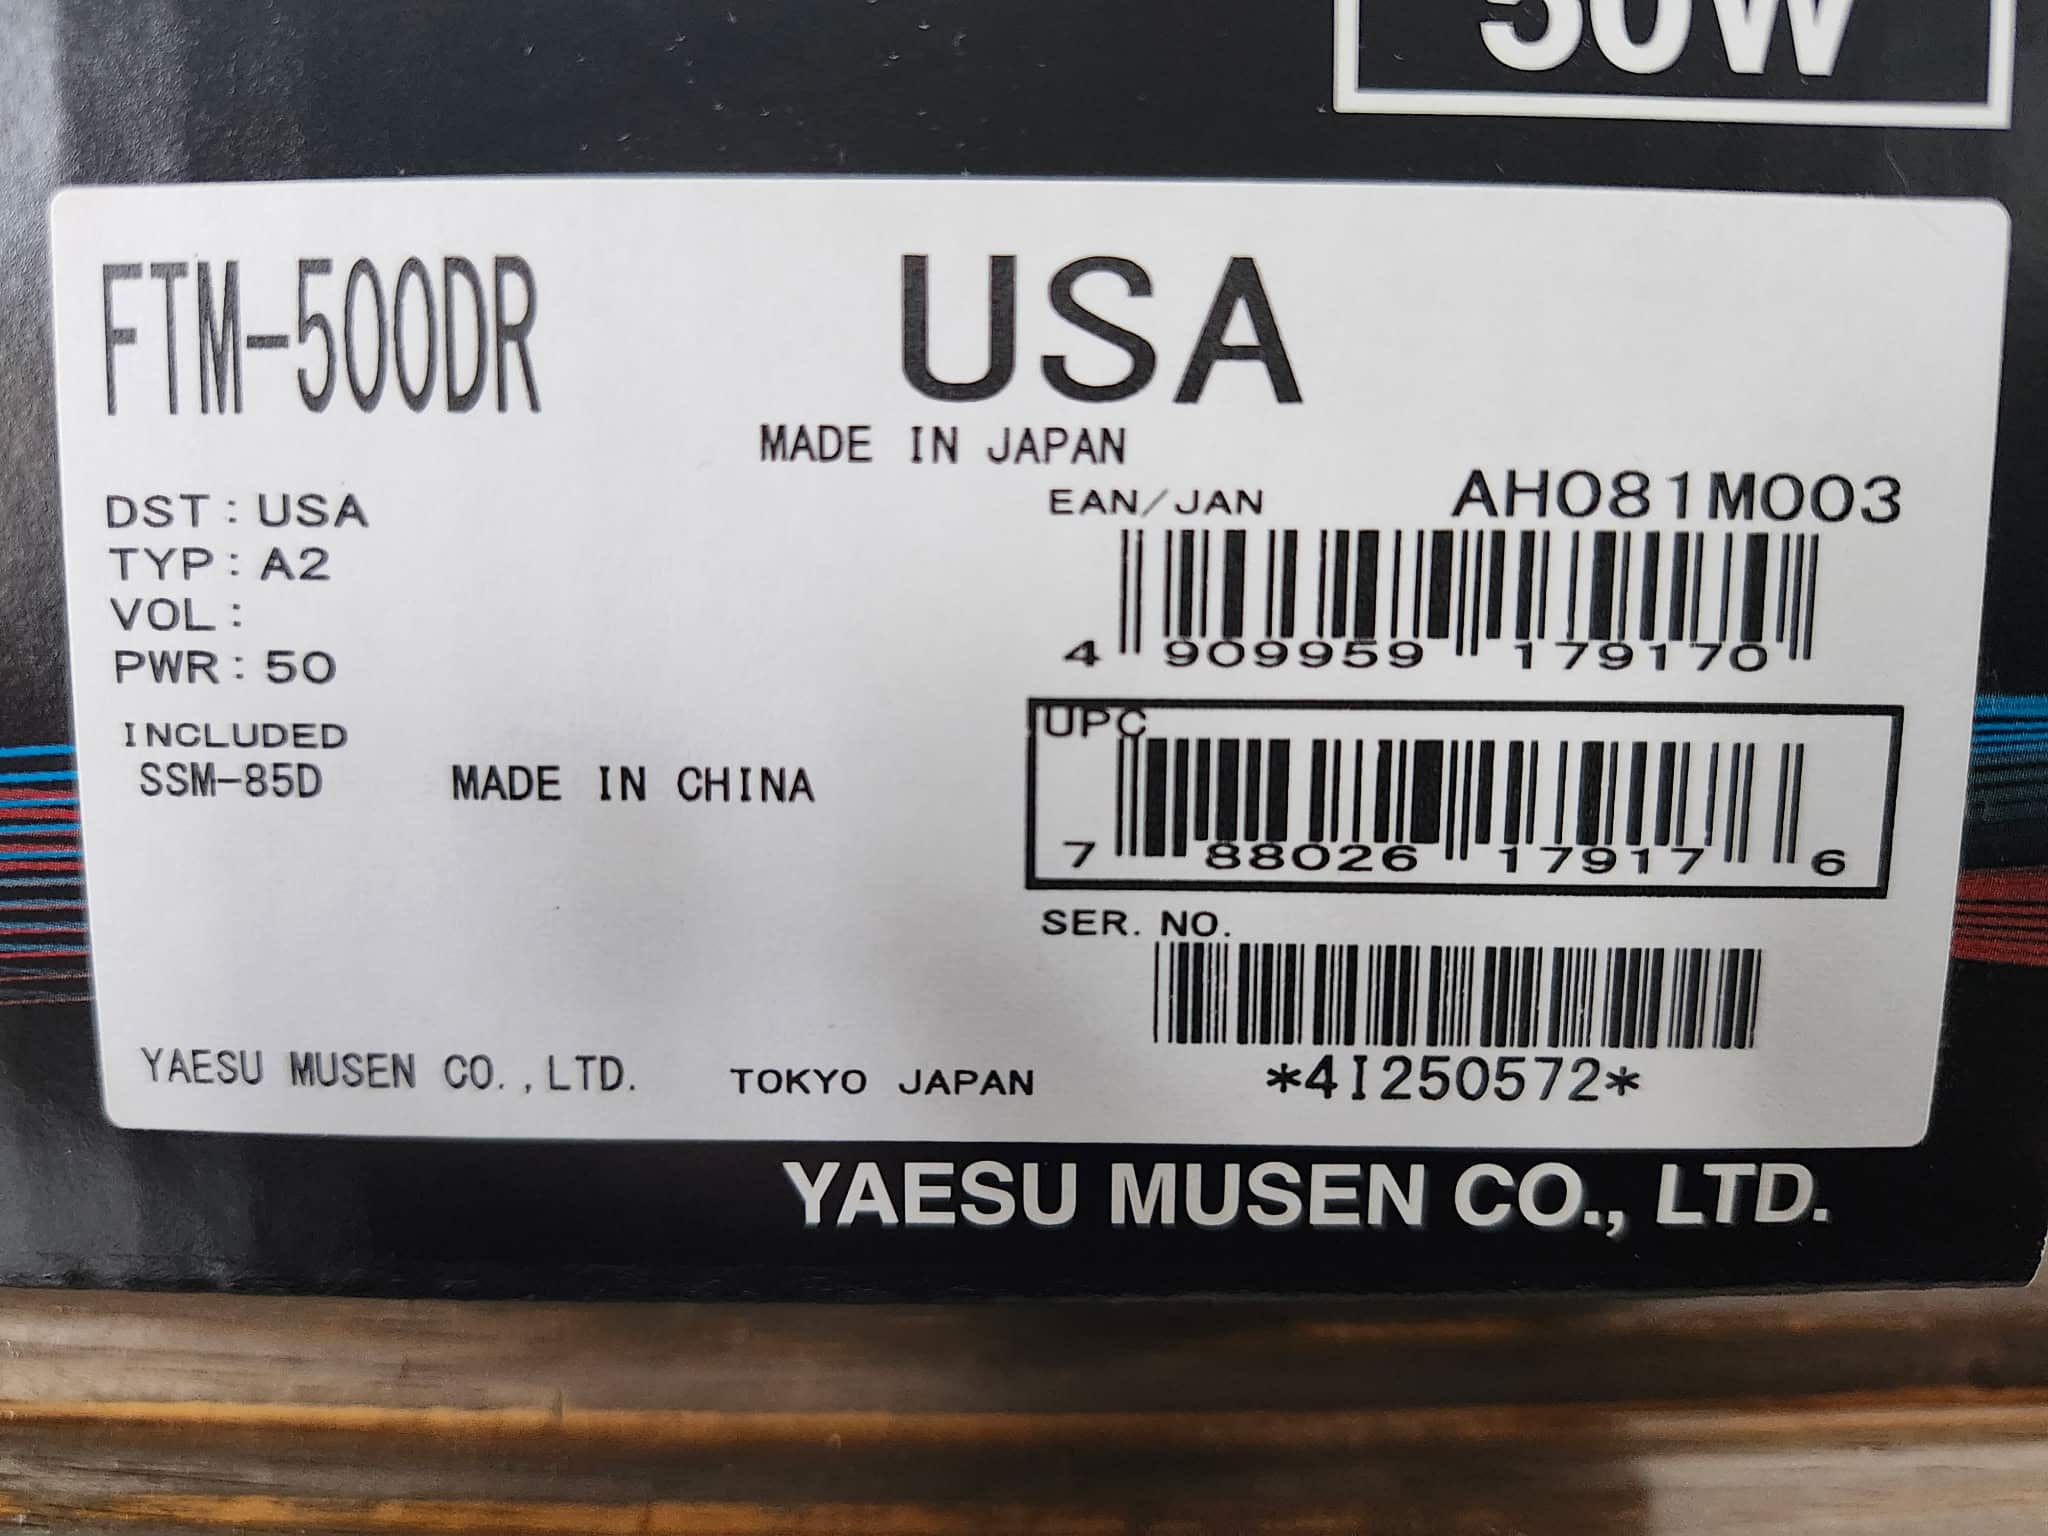 50W
FTM-500DR
USA
MADE IN JAPAN
DST: USA
TYP: A2
VOL:
PWR: 50
INCLUDED
SSM-85D
MADE IN CHINA
EAN/JAN
AH081M003
4 909959 179170
UPC
7 88026 17917 6
SER. NO.
*4I250572*
YAESU MUSEN CO.,LTD.
TOKYO JAPAN
YAESU MUSEN CO., LTD.